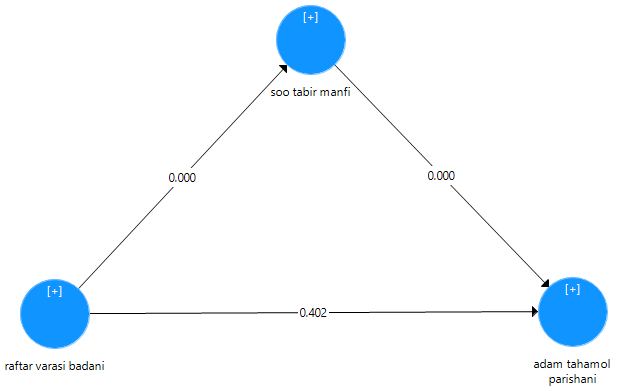 [+]
soo tabir manfi
0.000
0.000
[+]
raftar varasi badani
0.402
[+]
adam tahamol
parishani